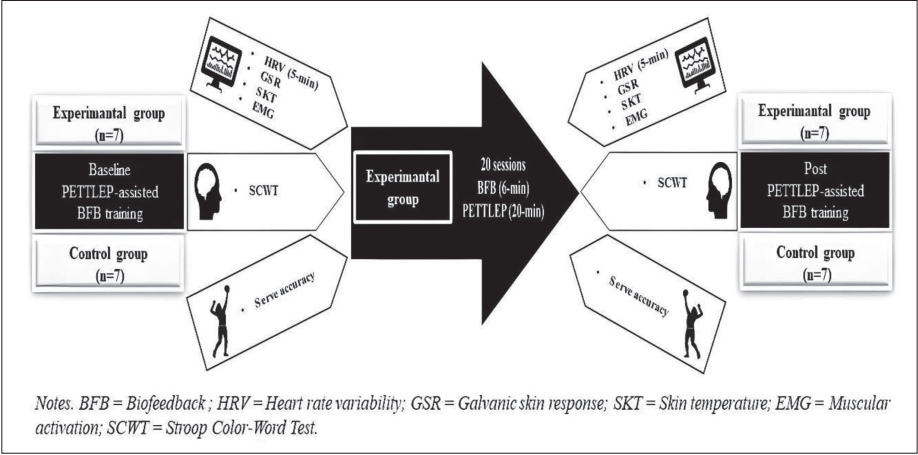 Experimantal group
(n=7)
Baseline
PETTLEP-assisted
BFB training
Control group
(n=7)
• HRV (5-min)
• GSR
• SKT
• EMG
• SCWT
• Serve accuracy
Experimantal
group
20 sessions
BFB (6-min)
PETTLEP (20-min)
• HRV (5-min)
• GSR
• SKT
• EMG
• SCWT
• Serve accuracy
Experimantal group
(n=7)
Post
PETTLEP-assisted
BFB training
Control group
(n=7)
Notes. BFB = Biofeedback ; HRV = Heart rate variability; GSR = Galvanic skin response; SKT = Skin temperature; EMG = Muscular
activation; SCWT = Stroop Color-Word Test.